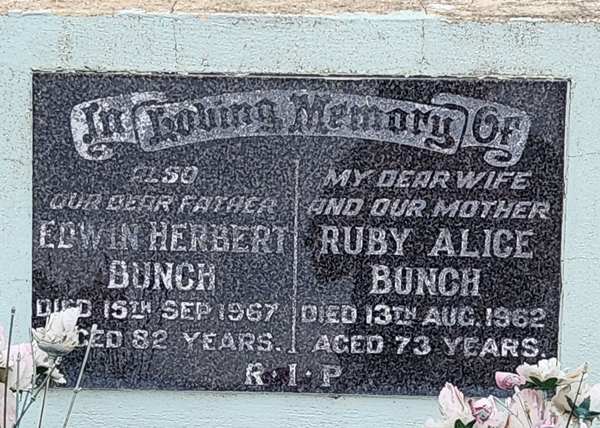 In Loving Memory Of
ALSO
OUR DEAR FATHER
EDWIN HERBERT
BUNCH
DIED 15TH SEP 1967
AGED 82 YEARS.
MY DEAR WIFE
AND OUR MOTHER
RUBY ALICE
BUNCH
DIED 13TH AUG. 1962
AGED 73 YEARS.
R·I·P